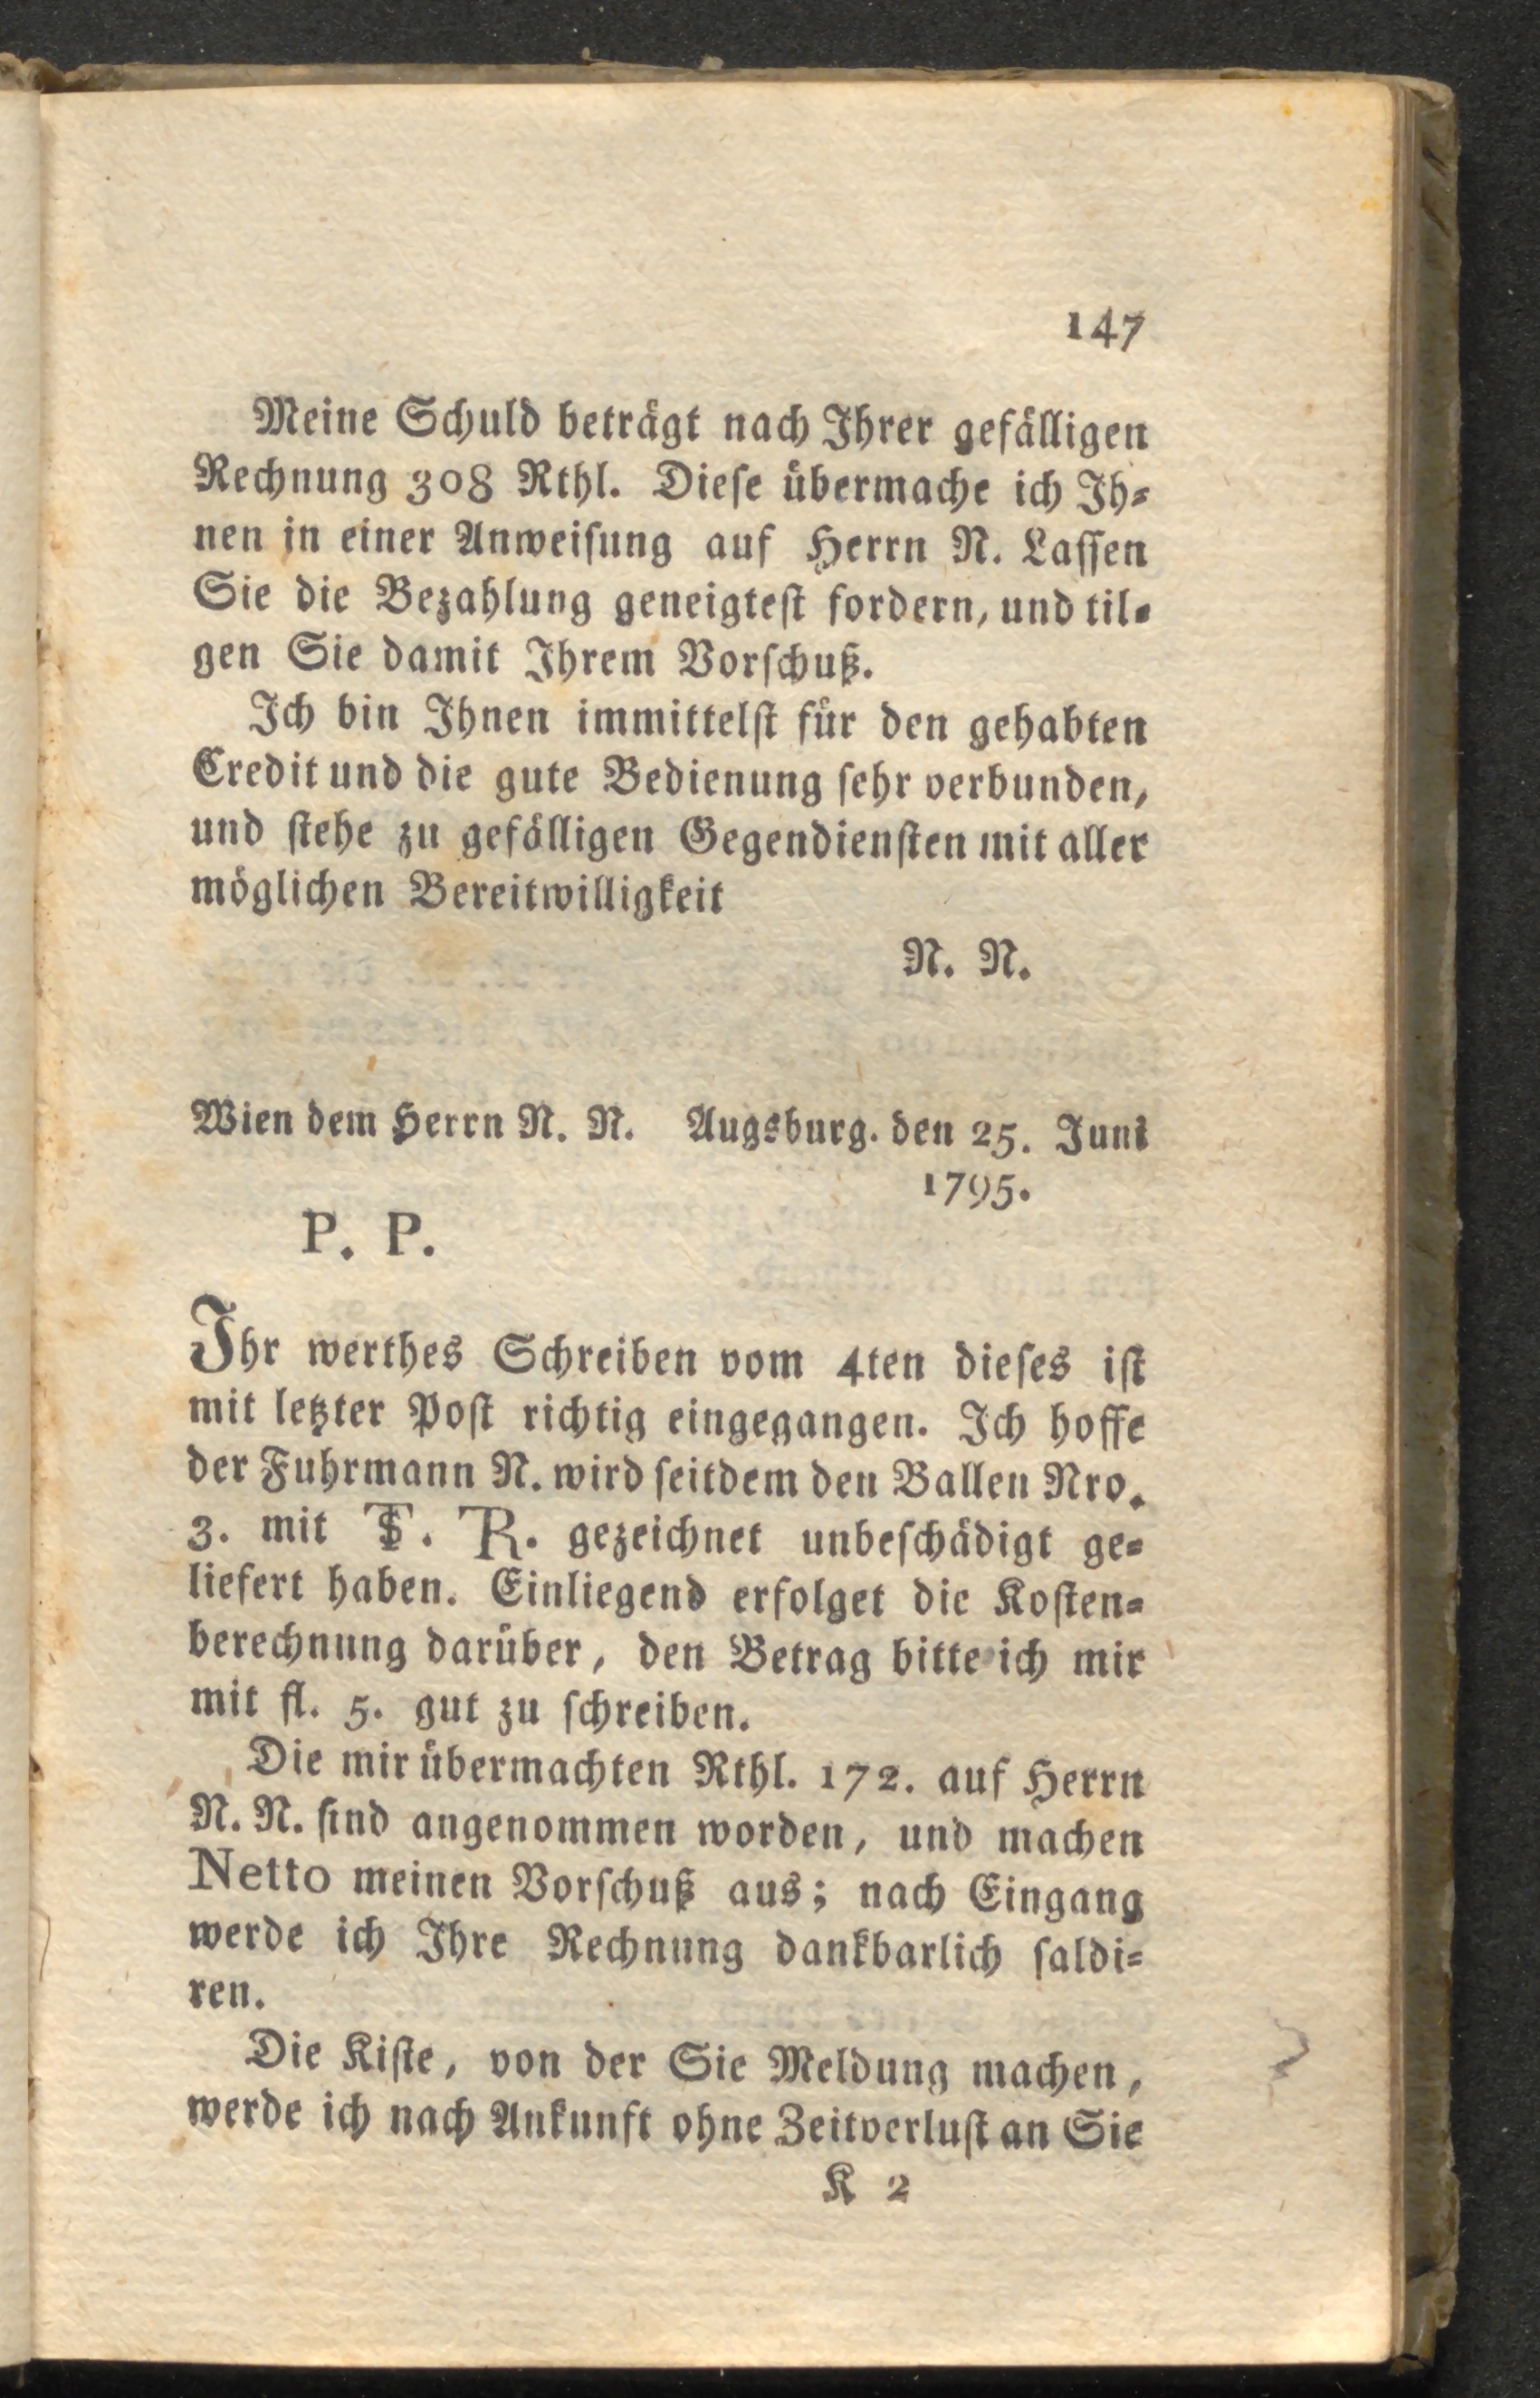 147
Meine Schuld beträgt nach Ihrer gefälligen
Rechnung 308 Rthl. Dieſe übermache ich Ih⸗
nen in einer Anweiſung auf Herrn N. Laſſen
Sie die Bezahlung geneigteſt fordern, und til⸗
gen Sie damit Ihrem Vorſchuß.
Ich bin Ihnen immittelſt für den gehabten
Credit und die gute Bedienung ſehr verbunden,
und ſtehe zu gefälligen Gegendienſten mit aller
möglichen Bereitwilligkeit
N. N.
Wien dem Herrn N. N. Augsburg. den 25. Juni
1795.
P. P.
Ihr werthes Schreiben vom 4ten dieſes iſt
mit letzter Poſt richtig eingegangen. Ich hoffe
der Fuhrmann N. wird ſeitdem den Ballen Nro.
3. mit . R. gezeichnet unbeſchädigt ge⸗
liefert haben. Einliegend erfolget die Koſten⸗
berechnung darüber, den Betrag bitte ich mir
mit fl. 5. gut zu ſchreiben.
Die mir übermachten Rthl. 172. auf Herrn
N. N. ſind angenommen worden, und machen
Netto meinen Vorſchuß aus; nach Eingang
werde ich Ihre Rechnung dankbarlich ſaldi⸗
ren.
Die Kiſte, von der Sie Meldung machen,
werde ich nach Ankunft ohne Zeitverluſt an Sie
K 2